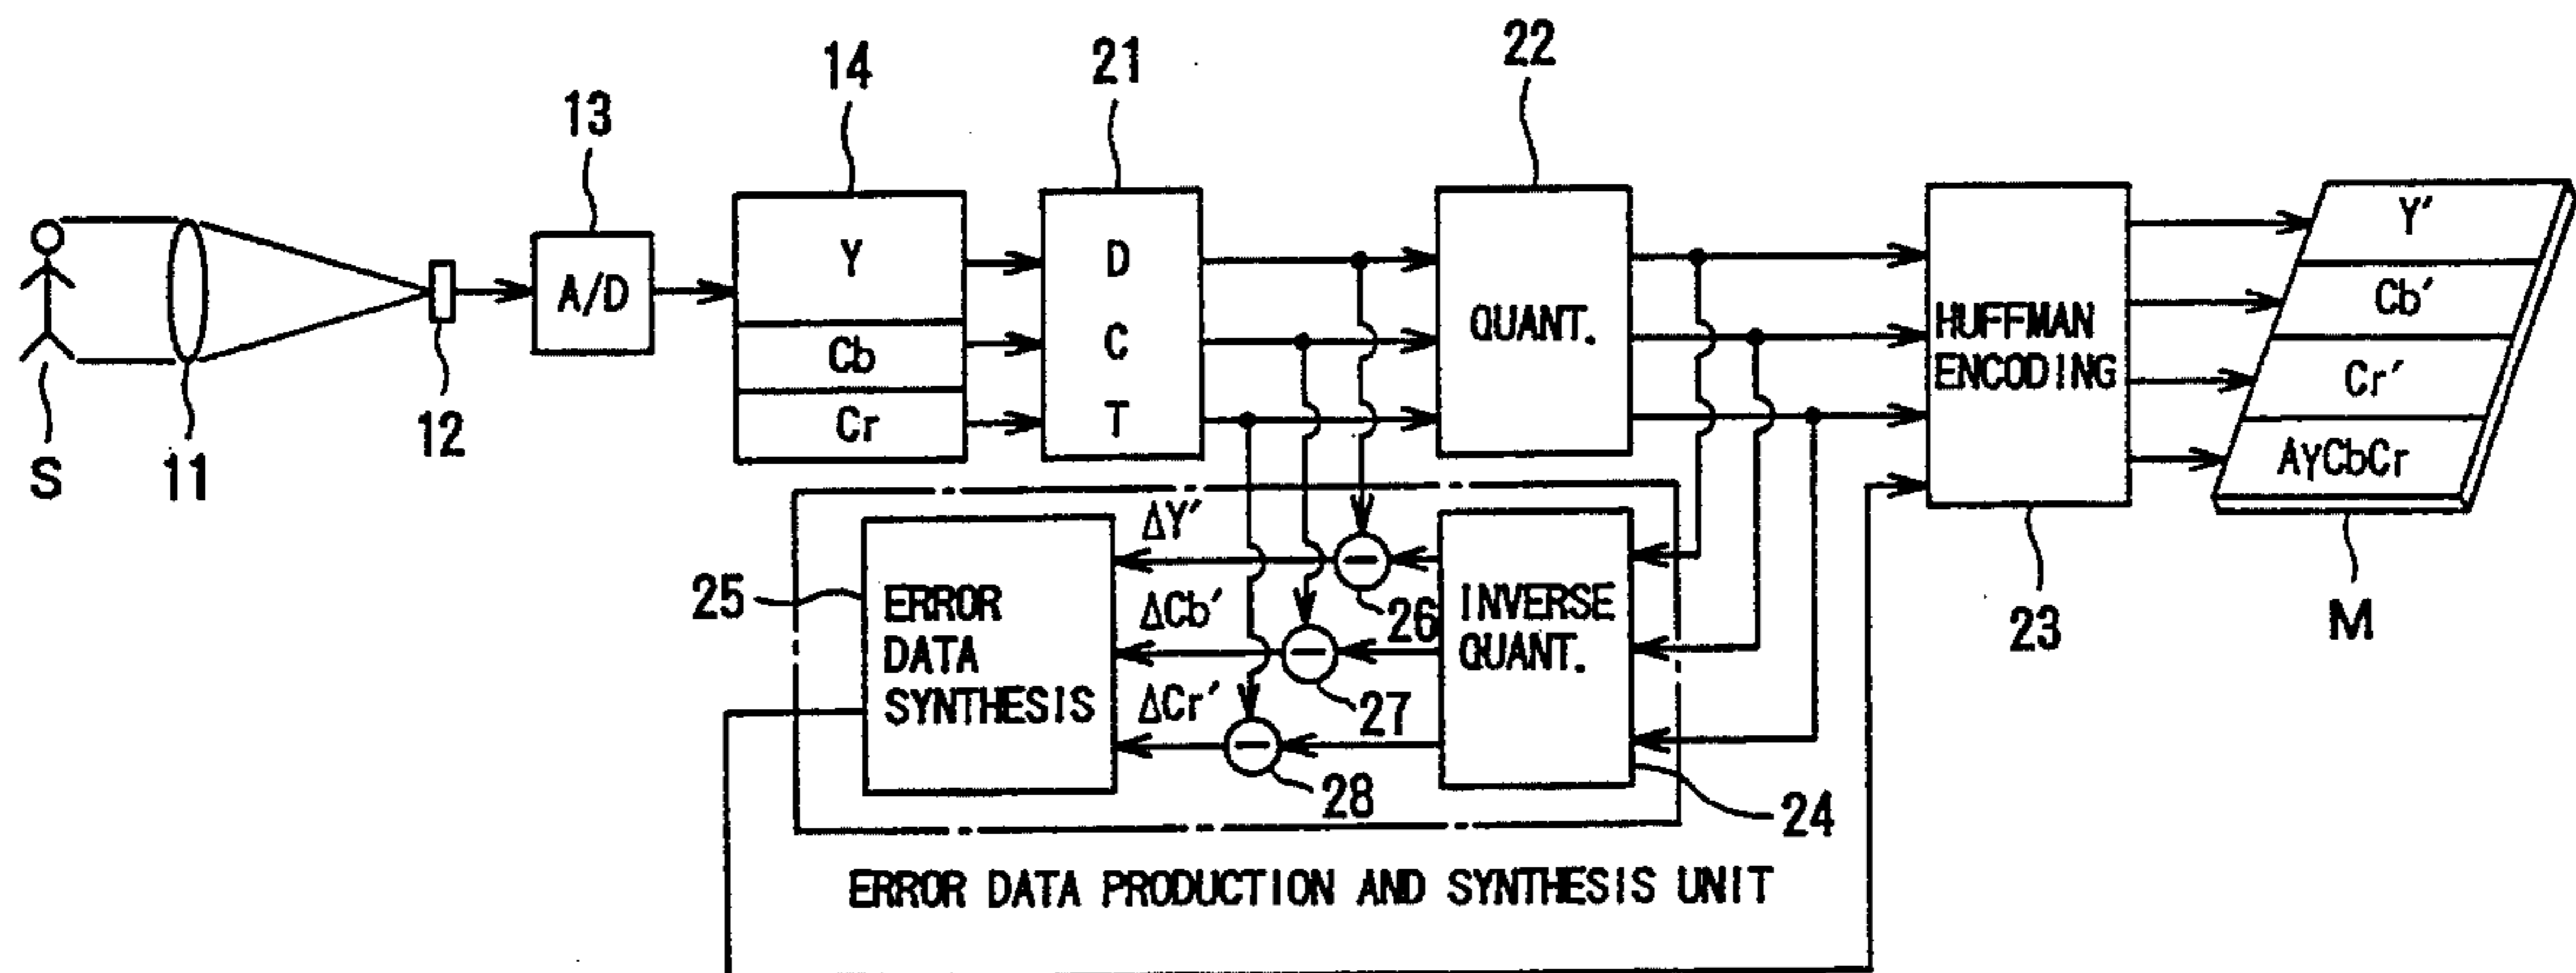 22
14
21
13
Y
Cb
Cr
D
C
T
A/D
QUANT.
HUFFMAN
ENCODING
Y′
Cb′
Cr′
AyCbCr
S
11
12
23
M
25
ERROR
DATA
SYNTHESIS
ΔY′
ΔCb′
ΔCr′
26
27
28
INVERSE
QUANT.
24
ERROR DATA PRODUCTION AND SYNTHESIS UNIT